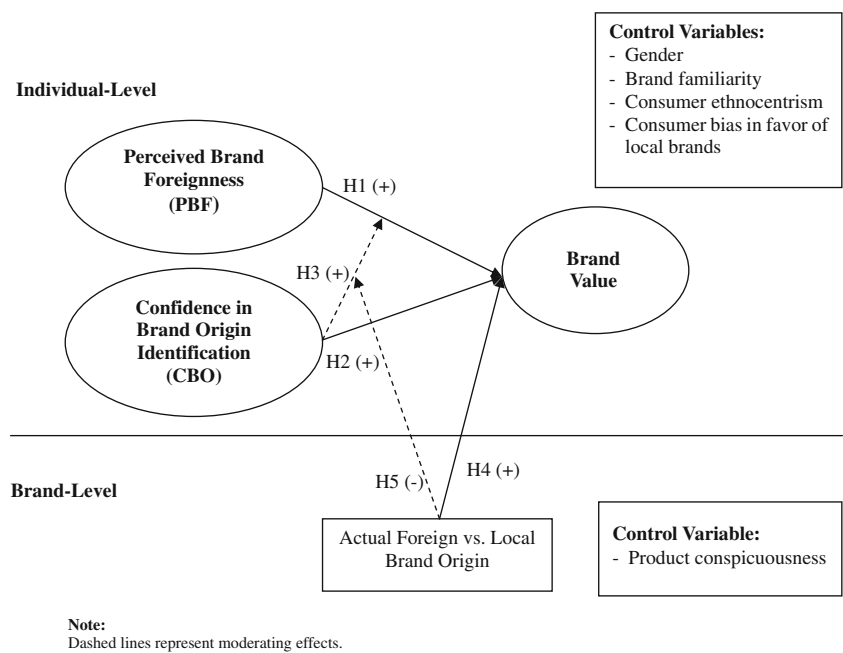 Control Variables:
- Gender
- Brand familiarity
- Consumer ethnocentrism
- Consumer bias in favor of
local brands
Individual-Level
Perceived Brand
Foreignness
(PBF)
H1 (+)
Brand
Value
H3 (+)
Confidence in
Brand Origin
Identification
(CBO)
H2 (+)
H4 (+)
H5 (-)
Brand-Level
Actual Foreign vs. Local
Brand Origin
Control Variable:
- Product conspicuousness
Note:
Dashed lines represent moderating effects.